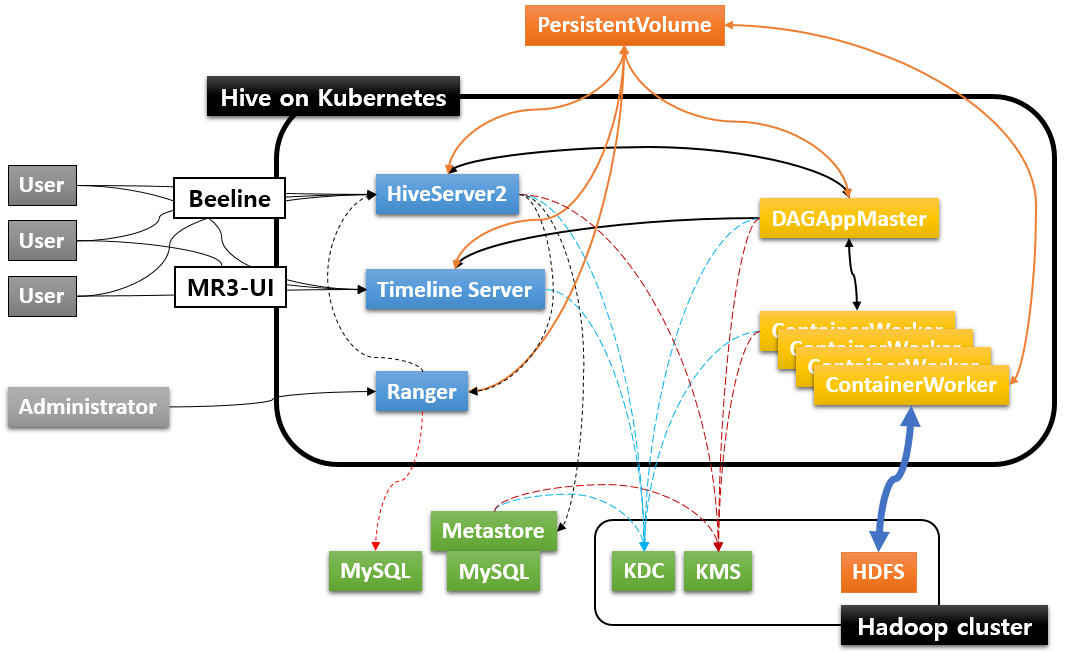 PersistentVolume
Hive on Kubernetes
User
Beeline
HiveServer2
DAGAppMaster
User
MR3-UI
Timeline Server
User
ContainerWorker
ContainerWorker
ContainerWorker
ContainerWorker
Administrator
Ranger
Metastore
MySQL
MySQL
KDC
KMS
HDFS
Hadoop cluster